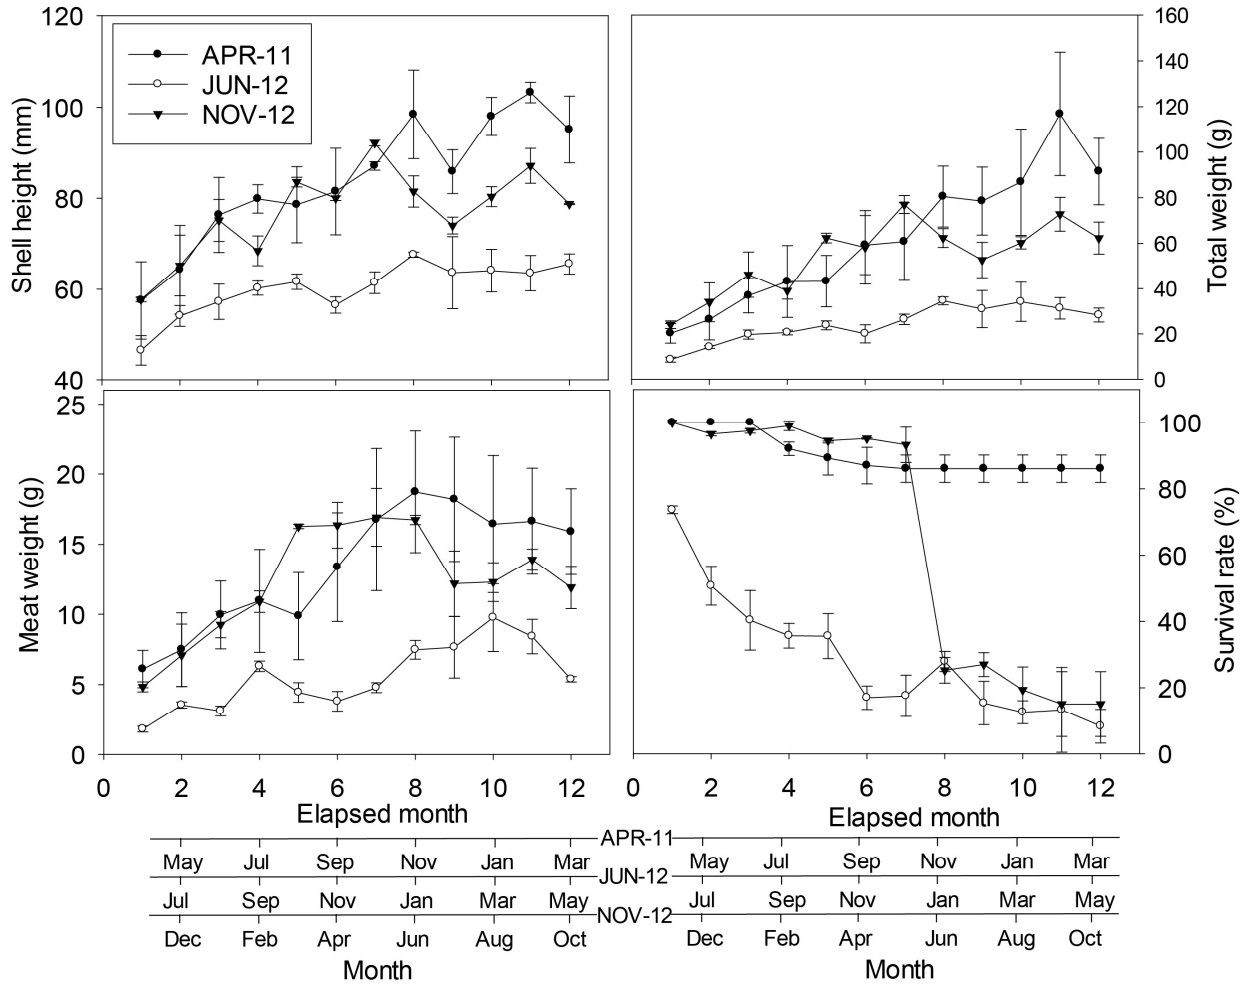 120
100
80
60
40
Shell height (mm)
APR-11
JUN-12
NOV-12
160
140
120
100
80
60
40
20
0
Total weight (g)
25
20
15
10
5
0
Meat weight (g)
100
80
60
40
20
0
Survival rate (%)
0 2 4 6 8 10 12
Elapsed month
0 2 4 6 8 10 12
Elapsed month
APR-11
May Jul Sep Nov Jan Mar May Jul Sep Nov Jan Mar
JUN-12
Jul Sep Nov Jan Mar May Jul Sep Nov Jan Mar May
NOV-12
Dec Feb Apr Jun Aug Oct Dec Feb Apr Jun Aug Oct
Month Month